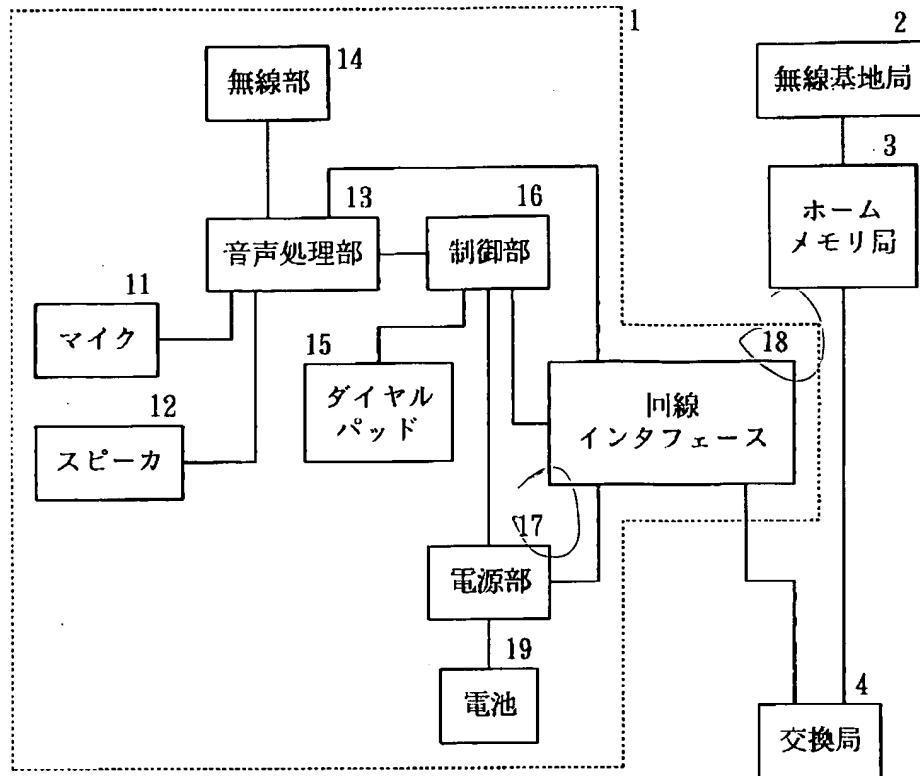 1
2
無線基地局
14
無線部
3
ホーム
メモリ局
13
音声処理部
16
制御部
11
マイク
15
ダイヤル
パッド
18
回線
インタフェース
12
スピーカ
17
電源部
19
電池
4
交換局